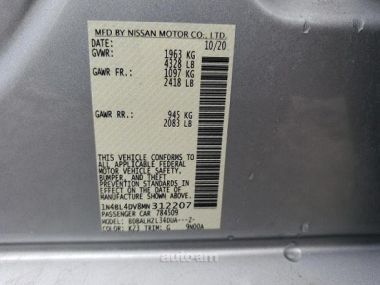 MFD BY NISSAN MOTOR CO., LTD.
DATE: 10/20
GVWR: 1963 KG
4328 LB
GAWR FR.: 1097 KG
2418 LB
GAWR RR.: 945 KG
2083 LB
THIS VEHICLE CONFORMS TO ALL
APPLICABLE FEDERAL
MOTOR VEHICLE SAFETY,
BUMPER, AND THEFT
PREVENTION STANDARDS
IN EFFECT ON THE DATE OF
MANUFACTURE SHOWN ABOVE.
1N4BL4DV8MN312207
PASSENGER CAR 784509
MODEL: BDBALHZL34DUA---Z-
COLOR: K23 TRIM: G 9N00A
autoam